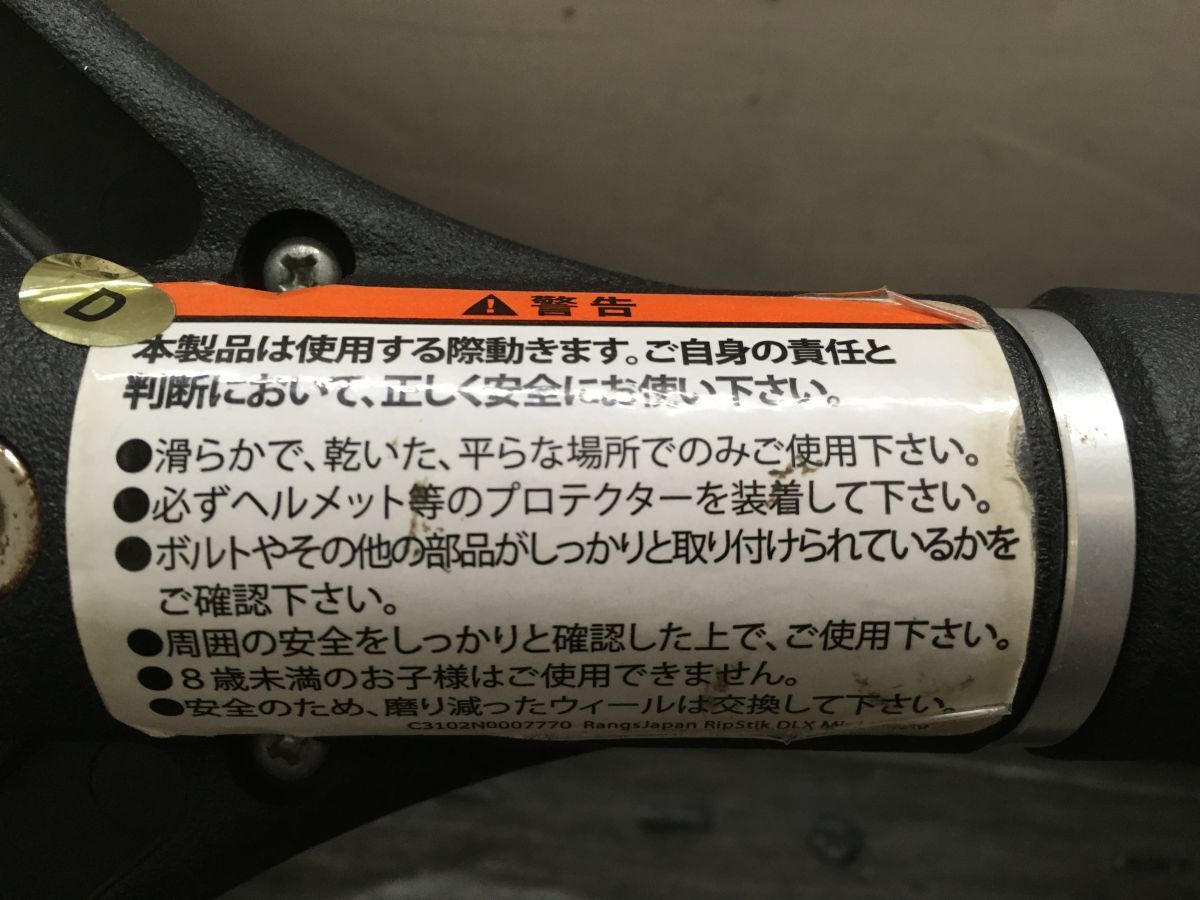 D
警告
本製品は使用する際動きます。ご自身の責任と
判断において、正しく安全にお使い下さい。
●滑らかで、乾いた、平らな場所でのみご使用下さい。
●必ずヘルメット等のプロテクターを装着して下さい。
●ボルトやその他の部品がしっかりと取り付けられているかを
ご確認下さい。
●周囲の安全をしっかりと確認した上で、ご使用下さい。
●8歳未満のお子様はご使用できません。
●安全のため、磨り減ったウィールは交換して下さい。
C3102N0007770 RangsJapan RipStik DLX